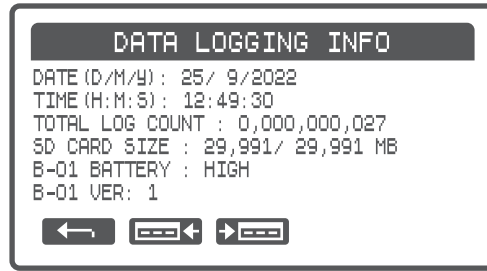 DATA LOGGING INFO
DATE(D/M/y): 25/ 9/2022
TIME(H:M:S): 12:49:30
TOTAL LOG COUNT : 0,000,000,027
SD CARD SIZE : 29,991/ 29,991 MB
B-01 BATTERY : HIGH
B-01 VER: 1